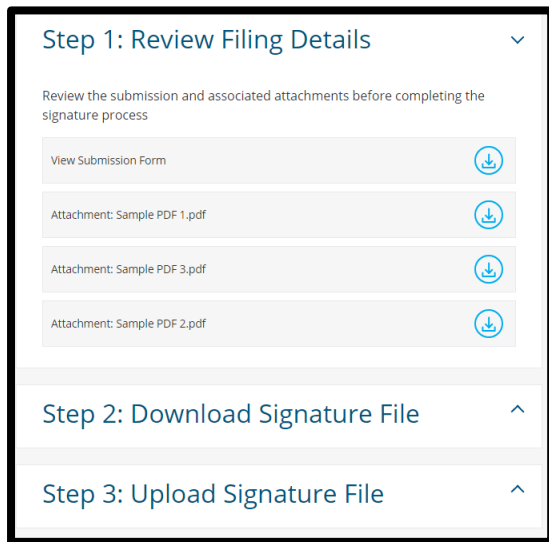 Step 1: Review Filing Details
Review the submission and associated attachments before completing the
signature process
View Submission Form
Attachment: Sample PDF 1.pdf
Attachment: Sample PDF 3.pdf
Attachment: Sample PDF 2.pdf
Step 2: Download Signature File
Step 3: Upload Signature File